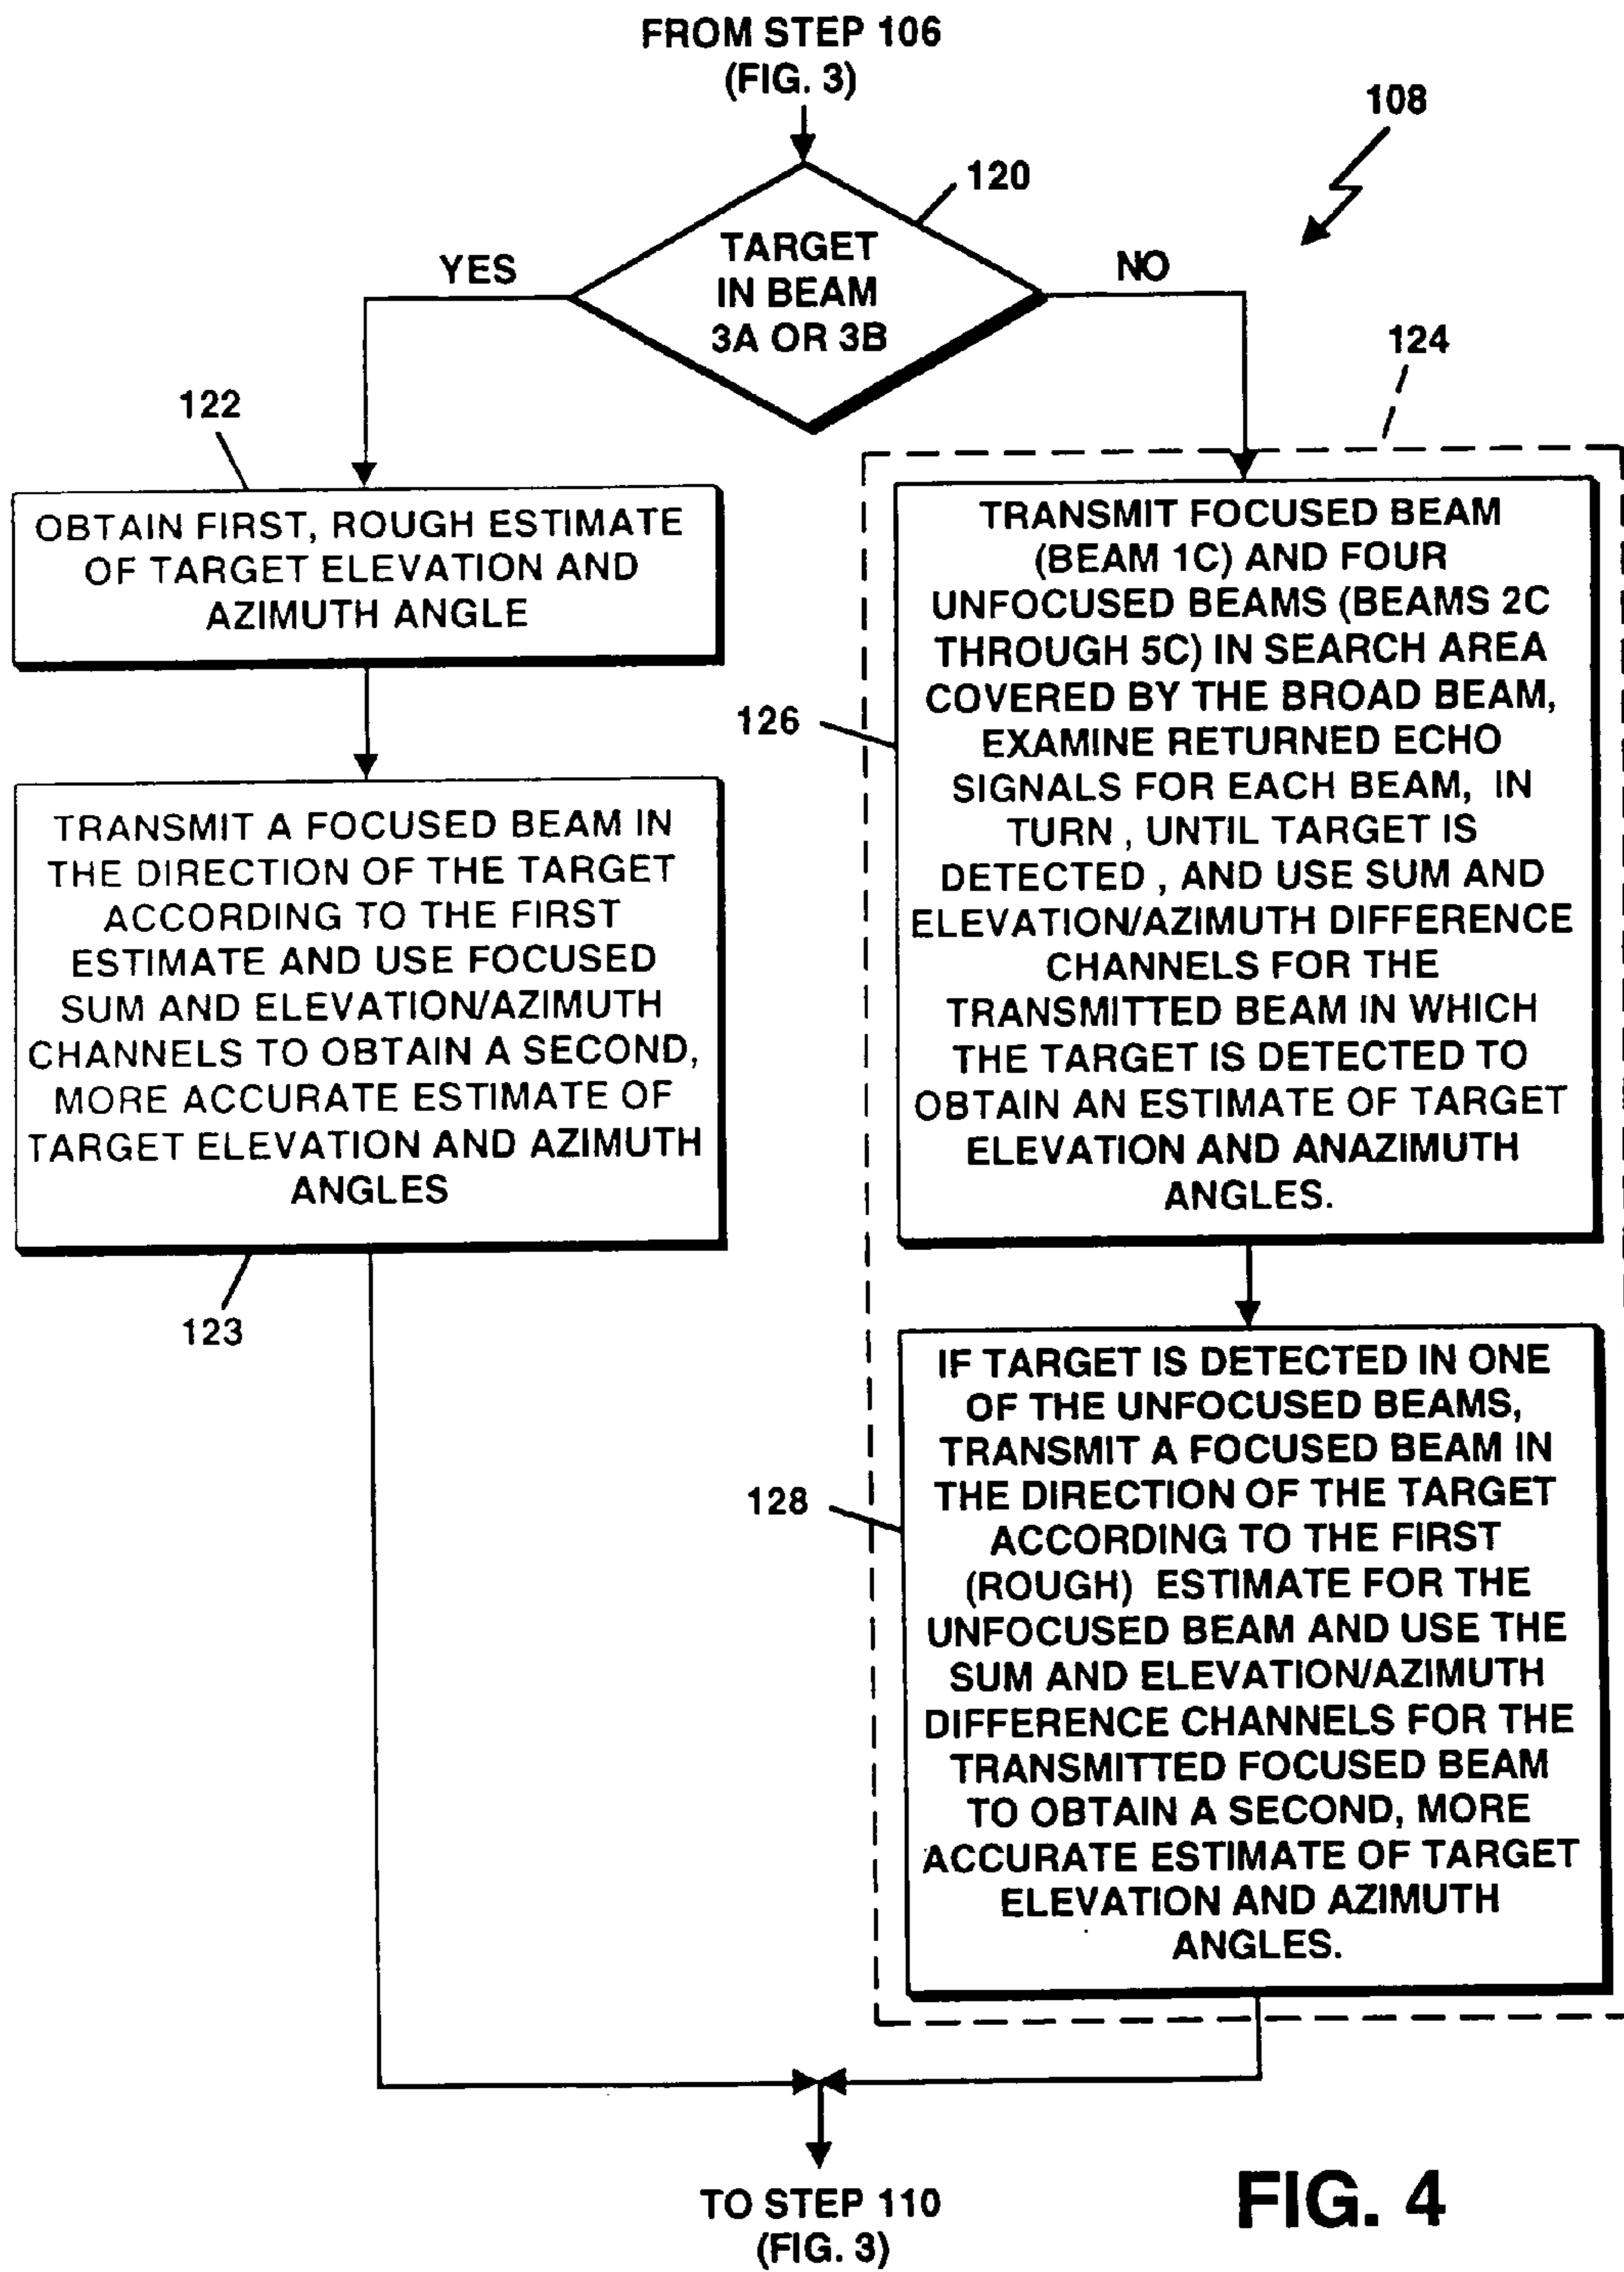 FROM STEP 106
(FIG. 3)
108
120
TARGET
IN BEAM
3A OR 3B
YES
NO
124
122
OBTAIN FIRST, ROUGH ESTIMATE
OF TARGET ELEVATION AND
AZIMUTH ANGLE
TRANSMIT A FOCUSED BEAM IN
THE DIRECTION OF THE TARGET
ACCORDING TO THE FIRST
ESTIMATE AND USE FOCUSED
SUM AND ELEVATION/AZIMUTH
CHANNELS TO OBTAIN A SECOND,
MORE ACCURATE ESTIMATE OF
TARGET ELEVATION AND AZIMUTH
ANGLES
123
126
TRANSMIT FOCUSED BEAM
(BEAM 1C) AND FOUR
UNFOCUSED BEAMS (BEAMS 2C
THROUGH 5C) IN SEARCH AREA
COVERED BY THE BROAD BEAM,
EXAMINE RETURNED ECHO
SIGNALS FOR EACH BEAM, IN
TURN , UNTIL TARGET IS
DETECTED , AND USE SUM AND
ELEVATION/AZIMUTH DIFFERENCE
CHANNELS FOR THE
TRANSMITTED BEAM IN WHICH
THE TARGET IS DETECTED TO
OBTAIN AN ESTIMATE OF TARGET
ELEVATION AND ANAZIMUTH
ANGLES.
128
IF TARGET IS DETECTED IN ONE
OF THE UNFOCUSED BEAMS,
TRANSMIT A FOCUSED BEAM IN
THE DIRECTION OF THE TARGET
ACCORDING TO THE FIRST
(ROUGH) ESTIMATE FOR THE
UNFOCUSED BEAM AND USE THE
SUM AND ELEVATION/AZIMUTH
DIFFERENCE CHANNELS FOR THE
TRANSMITTED FOCUSED BEAM
TO OBTAIN A SECOND, MORE
ACCURATE ESTIMATE OF TARGET
ELEVATION AND AZIMUTH
ANGLES.
TO STEP 110
(FIG. 3)
FIG. 4